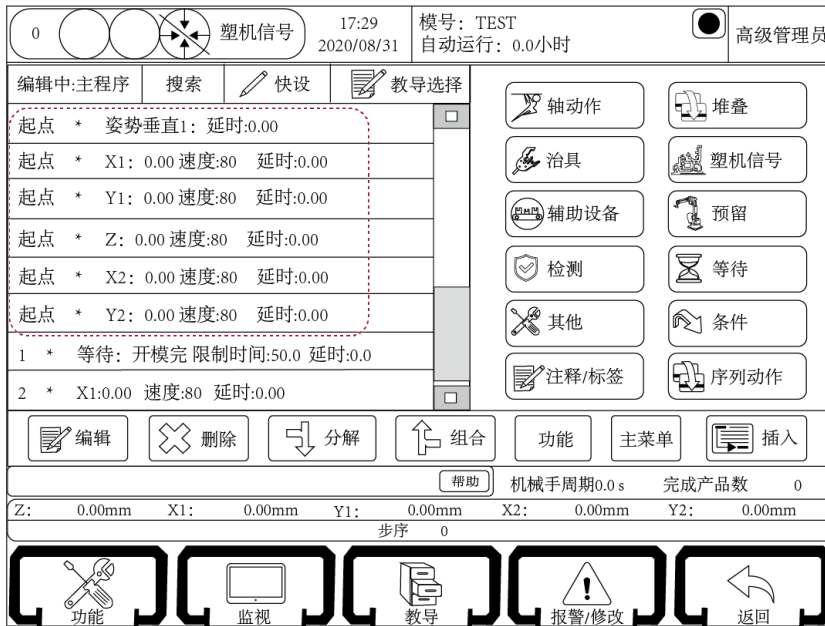 0 塑机信号 17:29 模号：TEST 高级管理员
2020/08/31 自动运行：0.0小时
编辑中:主程序 搜索 快设 教导选择
起点 * 姿势垂直1：延时:0.00
起点 * X1：0.00 速度:80 延时:0.00
起点 * Y1：0.00 速度:80 延时:0.00
起点 * Z：0.00 速度:80 延时:0.00
起点 * X2：0.00 速度:80 延时:0.00
起点 * Y2：0.00 速度:80 延时:0.00
1 * 等待：开模完 限制时间:50.0 延时:0.0
2 * X1:0.00 速度:80 延时:0.00
轴动作 堆叠
治具 塑机信号
辅助设备 预留
检测 等待
其他 条件
注释/标签 序列动作
编辑 删除 分解 组合 功能 主菜单 插入
帮助 机械手周期0.0 s 完成产品数 0
Z： 0.00mm X1： 0.00mm Y1： 0.00mm X2： 0.00mm Y2： 0.00mm
步序 0
功能 监视 教导 报警/修改 返回